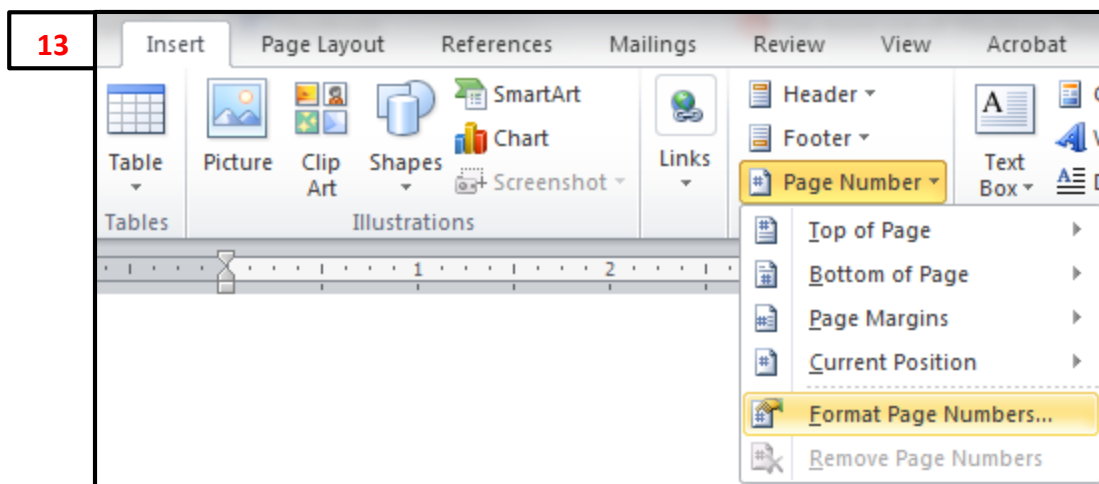 13
Insert Page Layout References Mailings Review View Acrobat
Table
Tables
Picture
Clip Art
Shapes
SmartArt
Chart
Screenshot
Illustrations
Links
Header
Footer
Page Number
A
Text Box
Top of Page
Bottom of Page
Page Margins
Current Position
Format Page Numbers...
Remove Page Numbers
1 2